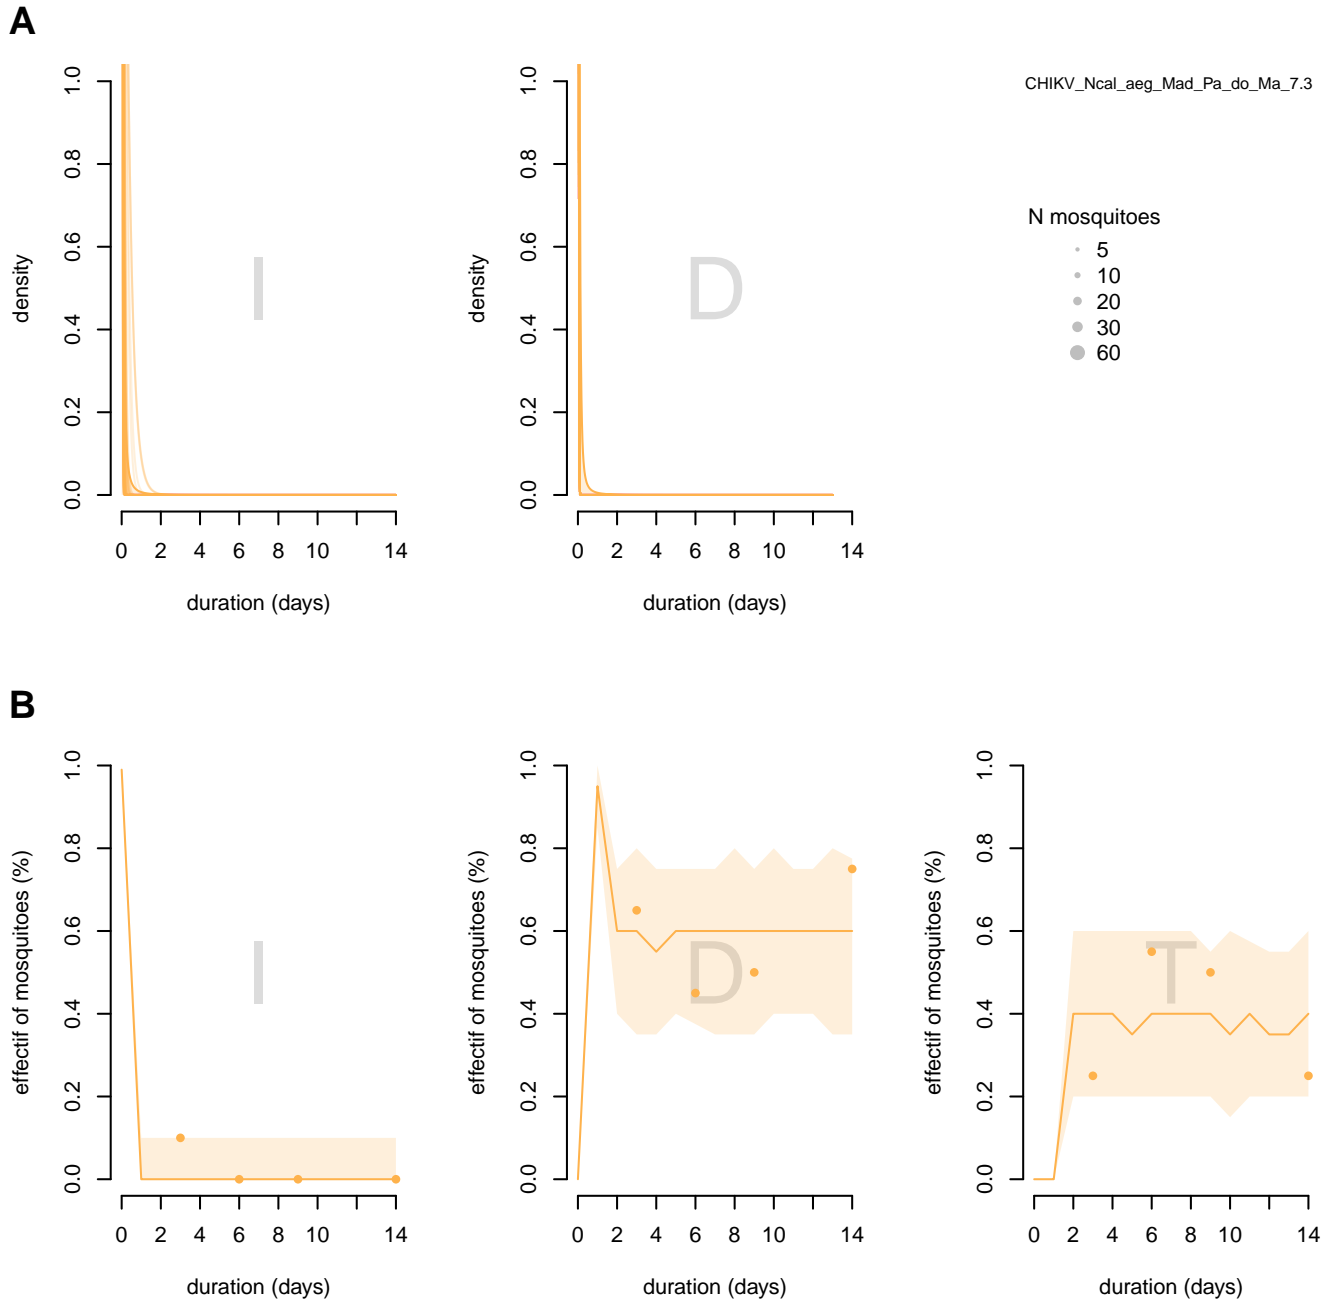 A
1.0
0.8
0.6
0.4
0.2
0.0
density
I
0 2 4 6 8 10 14
duration (days)
1.0
0.8
0.6
0.4
0.2
0.0
density
D
0 2 4 6 8 10 14
duration (days)
CHIKV_Ncal_aeg_Mad_Pa_do_Ma_7.3
N mosquitoes
5
10
20
30
60
B
1.0
0.8
0.6
0.4
0.2
0.0
effectif of mosquitoes (%)
I
0 2 4 6 8 10 14
duration (days)
1.0
0.8
0.6
0.4
0.2
0.0
effectif of mosquitoes (%)
D
0 2 4 6 8 10 14
duration (days)
1.0
0.8
0.6
0.4
0.2
0.0
effectif of mosquitoes (%)
T
0 2 4 6 8 10 14
duration (days)